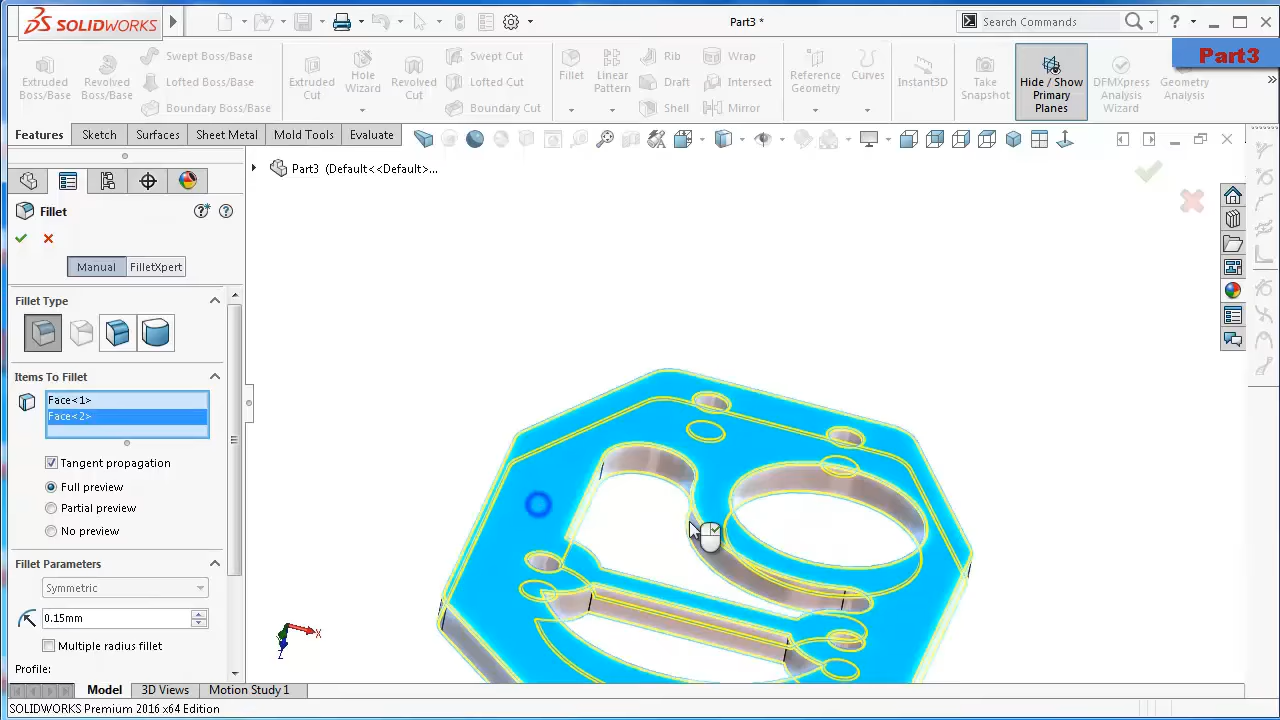 SOLIDWORKS
Part3 *
Search Commands
Part3
Extruded Boss/Base
Revolved Boss/Base
Swept Boss/Base
Lofted Boss/Base
Boundary Boss/Base
Extruded Cut
Hole Wizard
Revolved Cut
Swept Cut
Lofted Cut
Boundary Cut
Fillet
Linear Pattern
Rib
Draft
Shell
Wrap
Intersect
Mirror
Reference Geometry
Curves
Instant3D
Take Snapshot
Hide / Show Primary Planes
DFMXpress Analysis Wizard
Geometry Analysis
Features
Sketch
Surfaces
Sheet Metal
Mold Tools
Evaluate
Part3 (Default<<Default>...
Fillet
Manual
FilletXpert
Fillet Type
Items To Fillet
Face<1>
Face<2>
Tangent propagation
Full preview
Partial preview
No preview
Fillet Parameters
Symmetric
0.15mm
Multiple radius fillet
Profile:
X
Z
Model
3D Views
Motion Study 1
SOLIDWORKS Premium 2016 x64 Edition